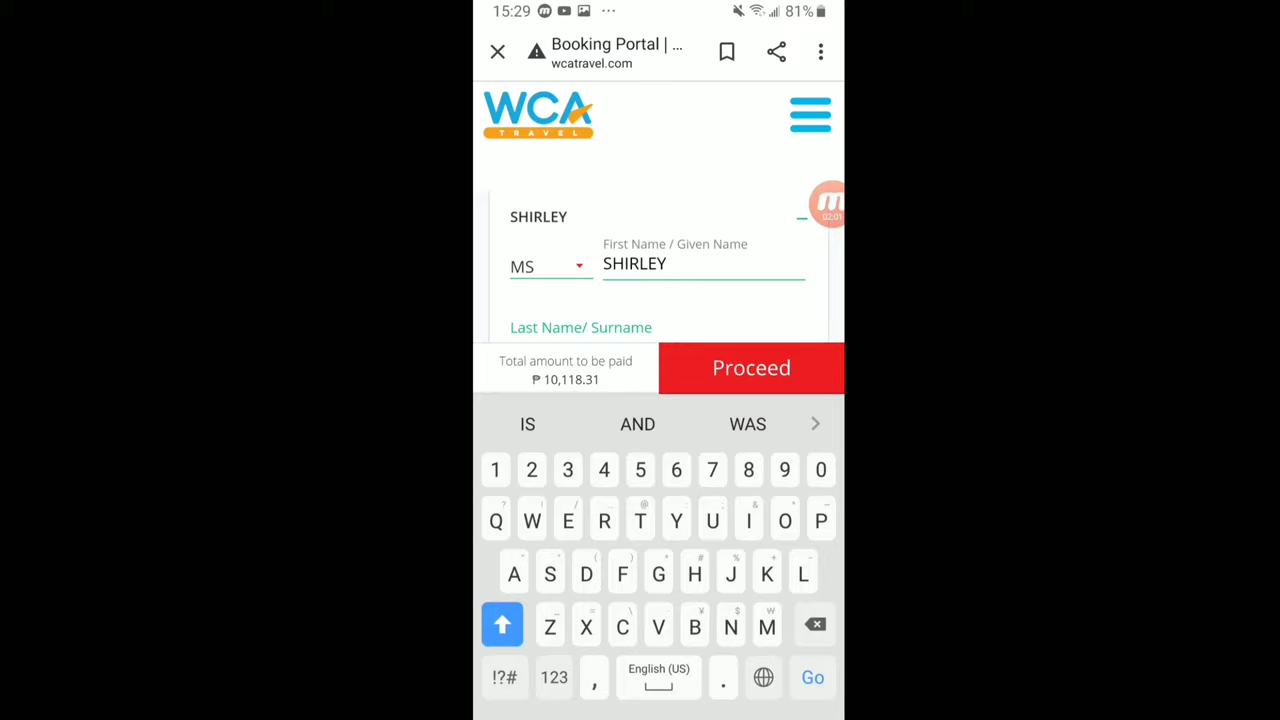 15:29 ··· 81%
Booking Portal | ...
wcatravel.com
WCA
TRAVEL
02:01
SHIRLEY
First Name / Given Name
MS SHIRLEY
Last Name/ Surname
Total amount to be paid
₱ 10,118.31
Proceed
IS AND WAS
1 2 3 4 5 6 7 8 9 0
Q W E R T Y U I O P
A S D F G H J K L
Z X C V B N M
!?# 123 , English (US) . Go